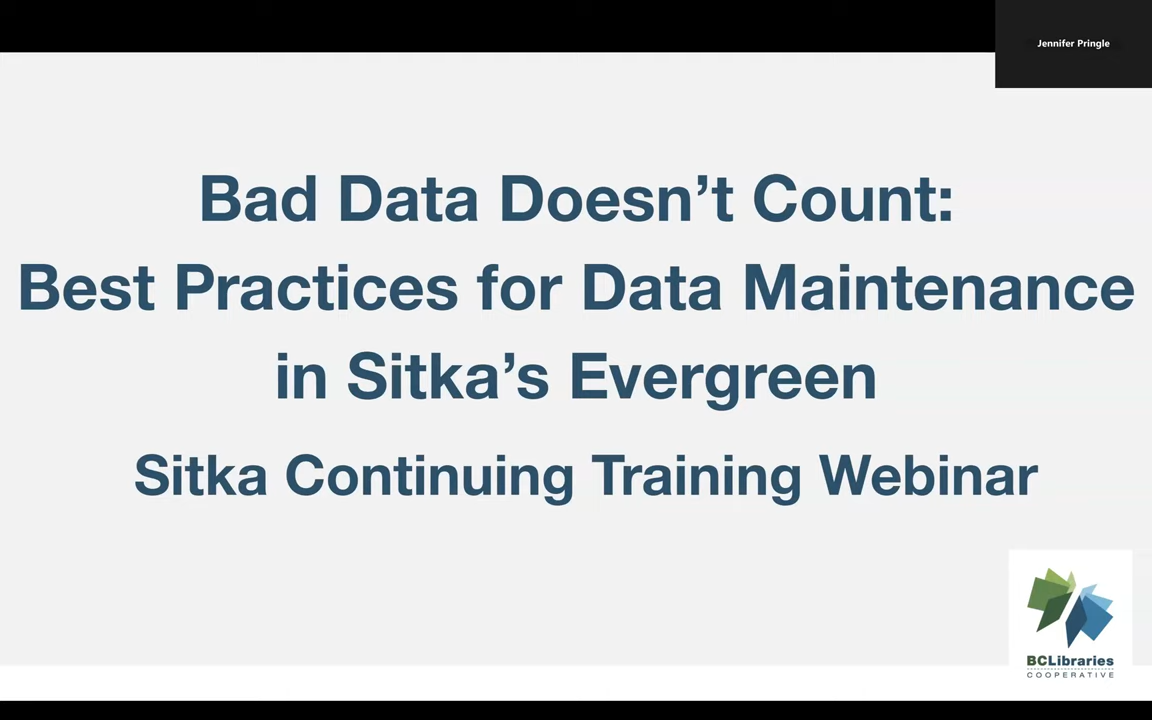 Jennifer Pringle
Bad Data Doesn’t Count:
Best Practices for Data Maintenance
in Sitka’s Evergreen
Sitka Continuing Training Webinar
BCLibraries
COOPERATIVE